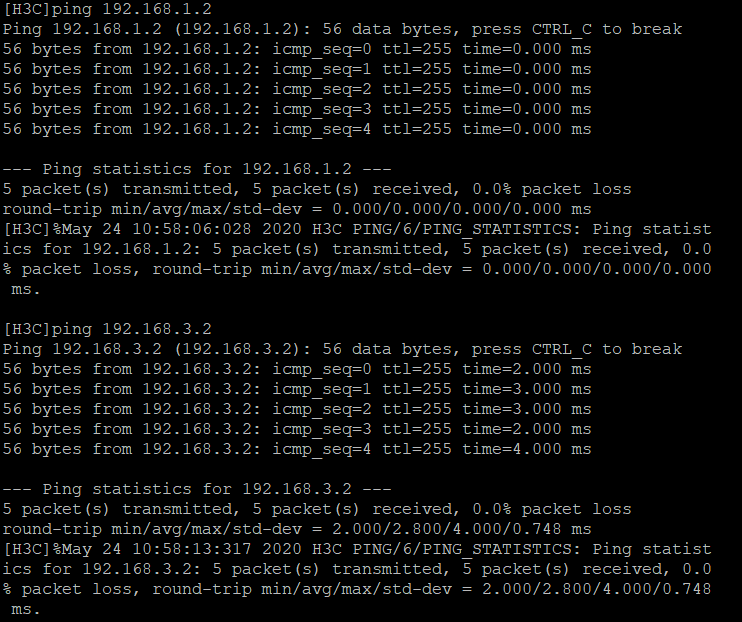 [H3C]ping 192.168.1.2
Ping 192.168.1.2 (192.168.1.2): 56 data bytes, press CTRL_C to break
56 bytes from 192.168.1.2: icmp_seq=0 ttl=255 time=0.000 ms
56 bytes from 192.168.1.2: icmp_seq=1 ttl=255 time=0.000 ms
56 bytes from 192.168.1.2: icmp_seq=2 ttl=255 time=0.000 ms
56 bytes from 192.168.1.2: icmp_seq=3 ttl=255 time=0.000 ms
56 bytes from 192.168.1.2: icmp_seq=4 ttl=255 time=0.000 ms

--- Ping statistics for 192.168.1.2 ---
5 packet(s) transmitted, 5 packet(s) received, 0.0% packet loss
round-trip min/avg/max/std-dev = 0.000/0.000/0.000/0.000 ms
[H3C]%May 24 10:58:06:028 2020 H3C PING/6/PING_STATISTICS: Ping statist
ics for 192.168.1.2: 5 packet(s) transmitted, 5 packet(s) received, 0.0
% packet loss, round-trip min/avg/max/std-dev = 0.000/0.000/0.000/0.000
 ms.

[H3C]ping 192.168.3.2
Ping 192.168.3.2 (192.168.3.2): 56 data bytes, press CTRL_C to break
56 bytes from 192.168.3.2: icmp_seq=0 ttl=255 time=2.000 ms
56 bytes from 192.168.3.2: icmp_seq=1 ttl=255 time=3.000 ms
56 bytes from 192.168.3.2: icmp_seq=2 ttl=255 time=3.000 ms
56 bytes from 192.168.3.2: icmp_seq=3 ttl=255 time=2.000 ms
56 bytes from 192.168.3.2: icmp_seq=4 ttl=255 time=4.000 ms

--- Ping statistics for 192.168.3.2 ---
5 packet(s) transmitted, 5 packet(s) received, 0.0% packet loss
round-trip min/avg/max/std-dev = 2.000/2.800/4.000/0.748 ms
[H3C]%May 24 10:58:13:317 2020 H3C PING/6/PING_STATISTICS: Ping statist
ics for 192.168.3.2: 5 packet(s) transmitted, 5 packet(s) received, 0.0
% packet loss, round-trip min/avg/max/std-dev = 2.000/2.800/4.000/0.748
 ms.